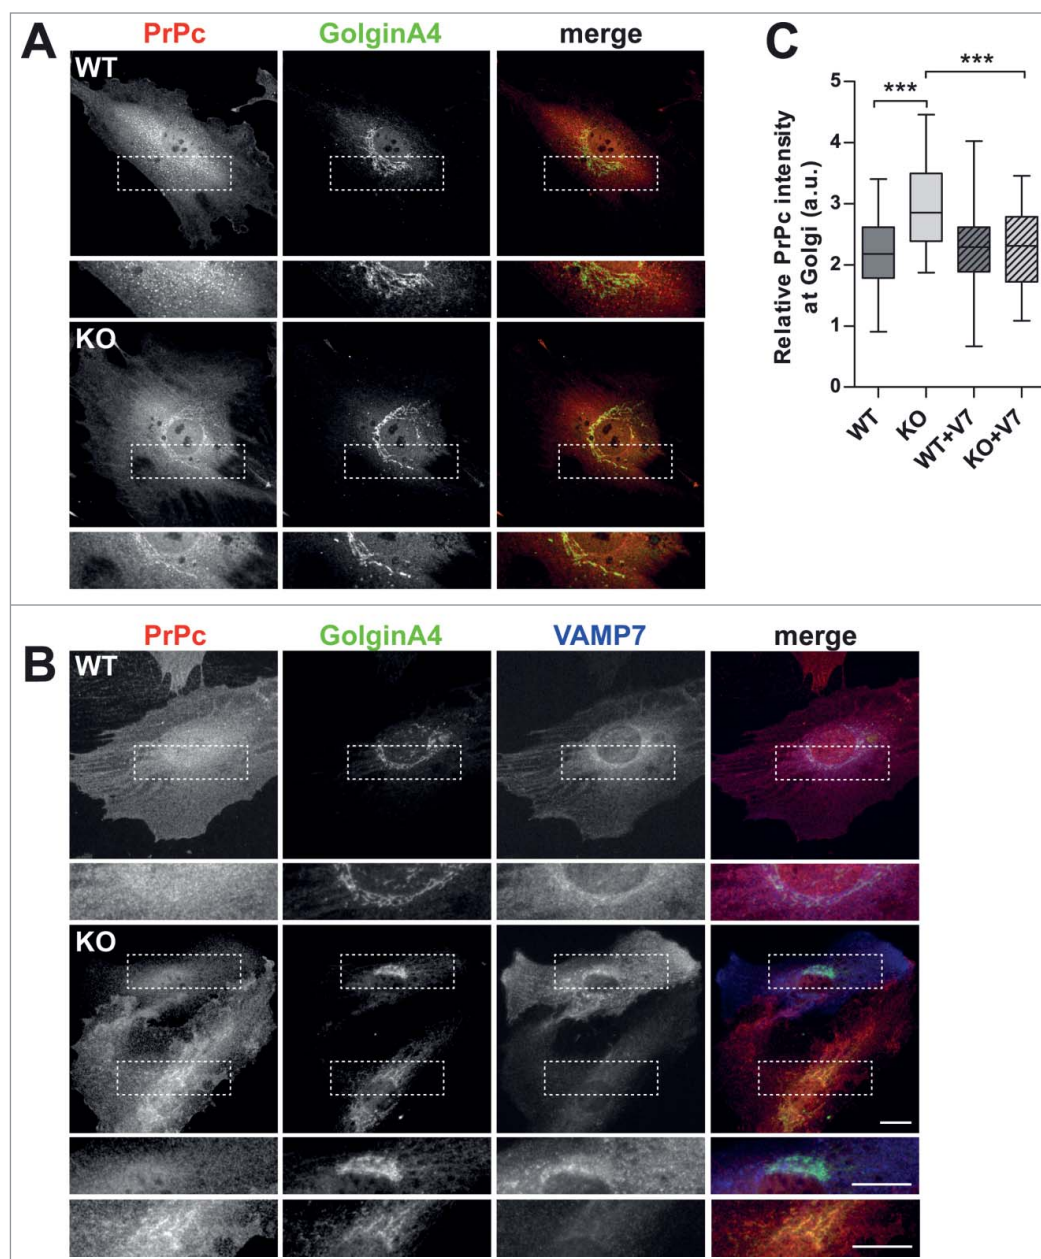 A
PrPc GolginA4 merge
WT
KO
C
Relative PrPc intensity
at Golgi (a.u.)
*** ***
5
4
3
2
1
0
WT KO WT+V7 KO+V7
B
PrPc GolginA4 VAMP7 merge
WT
KO